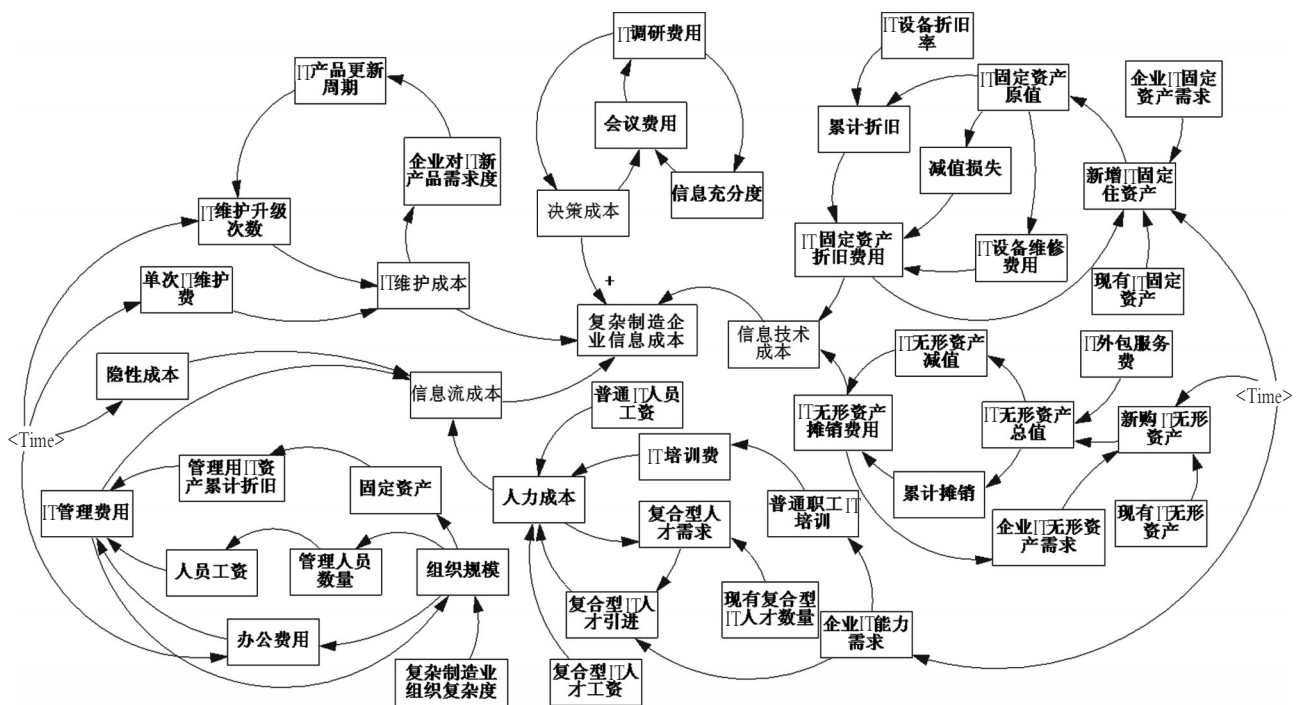 IT调研费用
IT设备折旧
率
IT产品更新
周期
IT固定资产
原值
企业IT固定
资产需求
会议费用
累计折旧
企业对IT新
产品需求度
减值损失
新增IT固定
住资产
信息充分度
IT维护升级
次数
决策成本
IT固定资产
折旧费用
IT设备维修
费用
单次IT维护
费
IT维护成本
现有IT固定
资产
+
复杂制造企
业信息成本
信息技术
成本
IT无形资产
减值
IT外包服务
费
隐性成本
信息流成本
普通IT人员
工资
<Time>
<Time>
IT无形资产
摊销费用
IT无形资产
总值
新购IT无形
资产
管理用IT资
产累计折旧
IT培训费
固定资产
累计摊销
IT管理费用
人力成本
普通职工IT
培训
复合型人
才需求
企业IT无形
资产需求
现有IT无形
资产
人员工资
管理人员
数量
组织规模
复合型IT人
才引进
现有复合型
IT人才数量
企业IT能力
需求
办公费用
复杂制造业
组织复杂度
复合型IT人
才工资